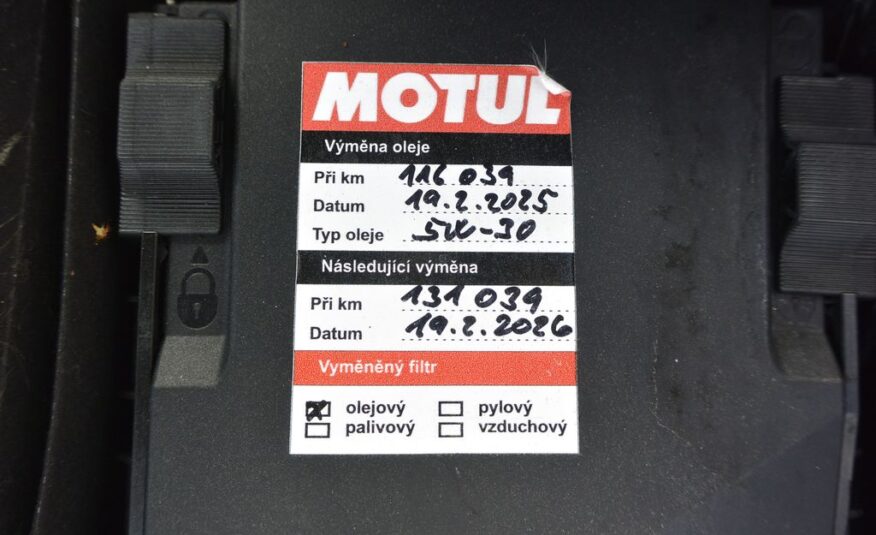 MOTUL
Výměna oleje
Při km 116 039
Datum 19.2.2025
Typ oleje 5W-30
Následující výměna
Při km 131 039
Datum 19.2.2026
Vyměněný filtr
olejový pylový
palivový vzduchový